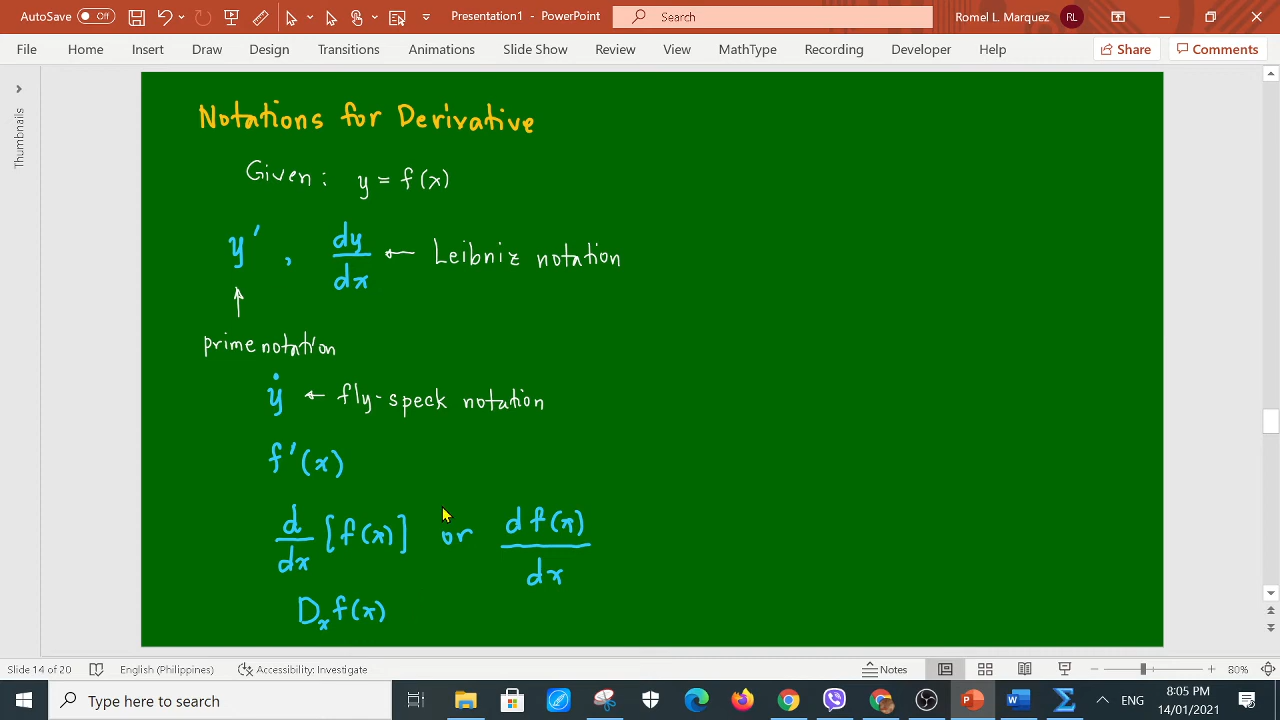 AutoSave Off Presentation1 - PowerPoint Search Romel L. Marquez RL
File Home Insert Draw Design Transitions Animations Slide Show Review View MathType Recording Developer Help Share Comments
Thumbnails
Notations for Derivative
Given: y = f(x)
y′ , dy/dx ← Leibniz notation
↑
prime notation
ẏ ← fly-speck notation
f′(x)
d/dx [f(x)] or d f(x)/dx
Dₓ f(x)
Slide 14 of 20 English (Philippines) Accessibility: Investigate Notes 80%
Type here to search ENG 8:05 PM
14/01/2021